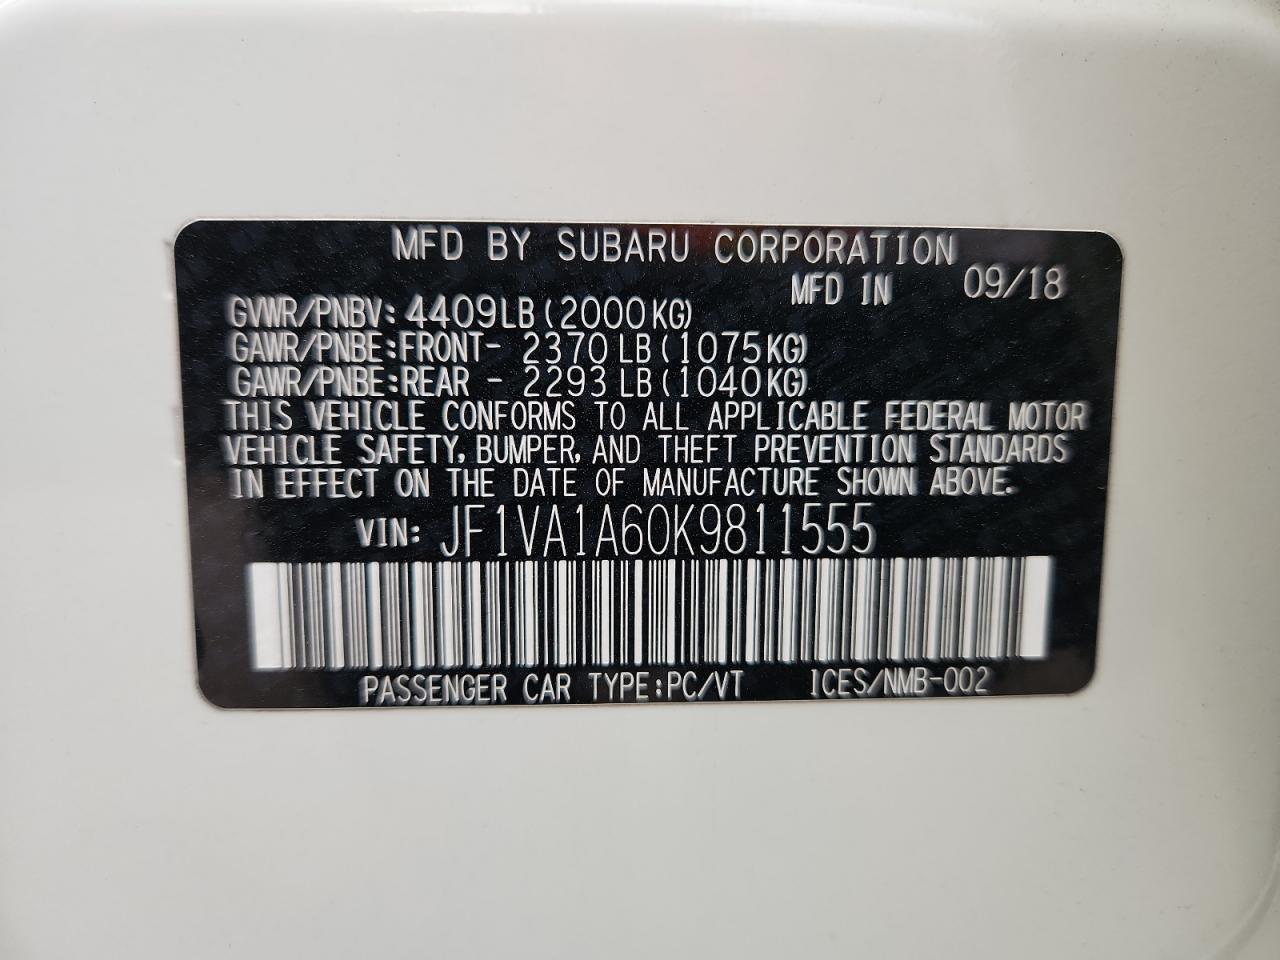 MFD BY SUBARU CORPORATION
MFD IN 09/18
GVWR/PNBV: 4409LB(2000KG)
GAWR/PNBE:FRONT- 2370LB(1075KG)
GAWR/PNBE:REAR - 2293LB(1040KG)
THIS VEHICLE CONFORMS TO ALL APPLICABLE FEDERAL MOTOR
VEHICLE SAFETY, BUMPER, AND THEFT PREVENTION STANDARDS
IN EFFECT ON THE DATE OF MANUFACTURE SHOWN ABOVE.
VIN: JF1VA1A60K9811555
PASSENGER CAR TYPE:PC/VT ICES/NMB-002